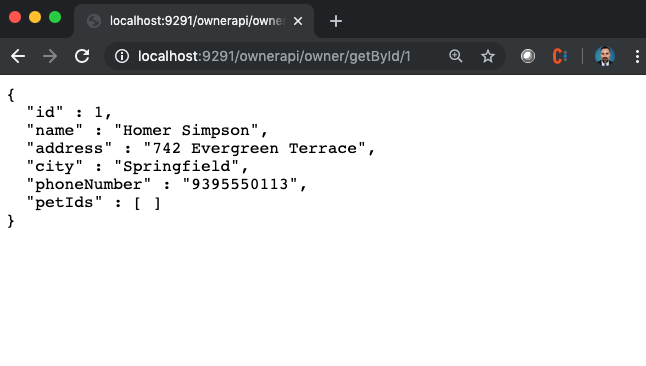 localhost:9291/ownerapi/owne
localhost:9291/ownerapi/owner/getById/1
{
  "id" : 1,
  "name" : "Homer Simpson",
  "address" : "742 Evergreen Terrace",
  "city" : "Springfield",
  "phoneNumber" : "9395550113",
  "petIds" : [ ]
}